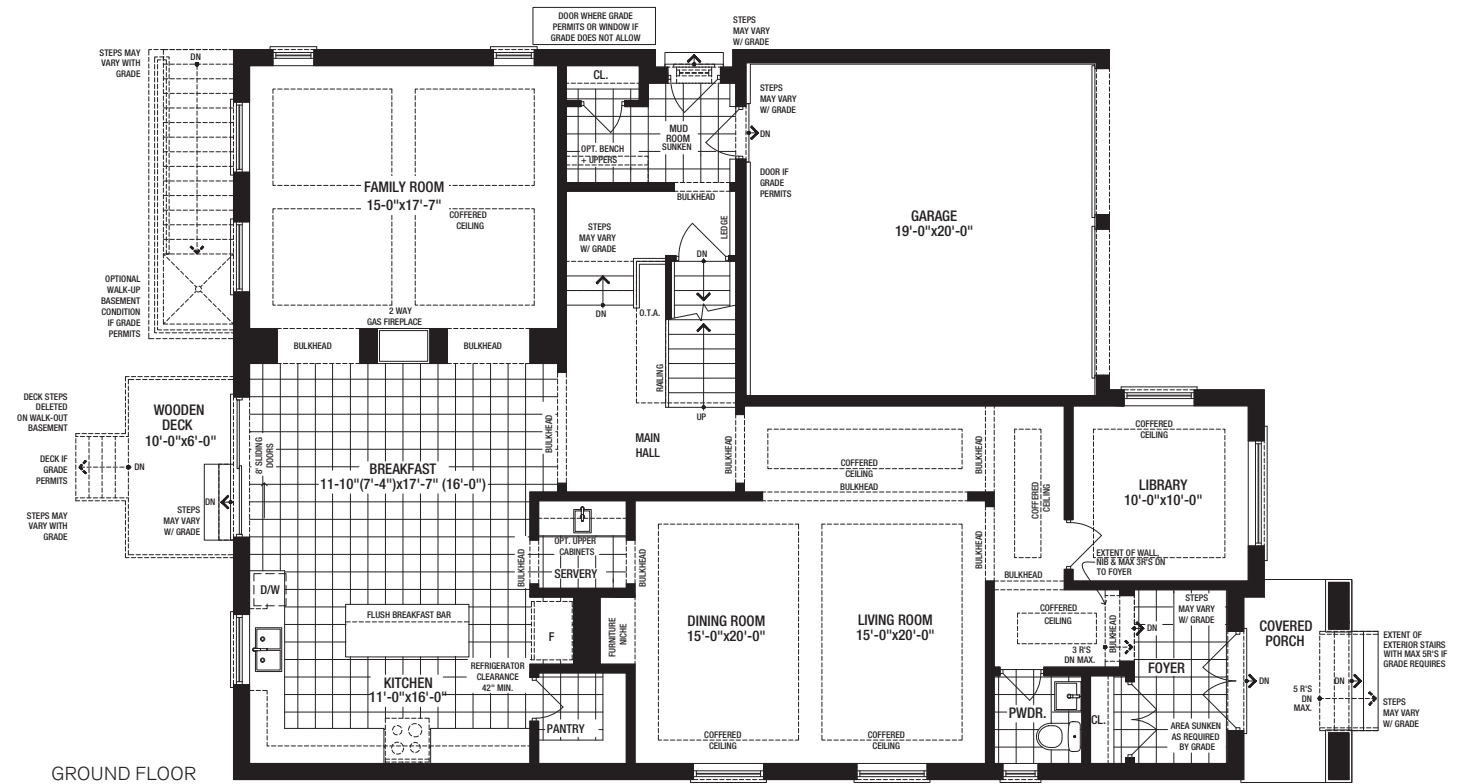 DOOR WHERE GRADE
PERMITS OR WINDOW IF
GRADE DOES NOT ALLOW
STEPS
MAY VARY
W/ GRADE
STEPS MAY
VARY WITH
GRADE
DN
CL.
STEPS
MAY VARY
W/ GRADE
MUD
ROOM
SUNKEN
DN
OPT. BENCH
+ UPPERS
DOOR IF
GRADE
PERMITS
FAMILY ROOM
15-0"x17'-7"
COFFERED
CEILING
BULKHEAD
LEDGE
GARAGE
19'-0"x20'-0"
STEPS
MAY VARY
W/ GRADE
DN
DN
OPTIONAL
WALK-UP
BASEMENT
CONDITION
IF GRADE
PERMITS
DN
O.T.A.
2 WAY
GAS FIREPLACE
BULKHEAD
BULKHEAD
RAILING
UP
DECK STEPS
DELETED
ON WALK-OUT
BASEMENT
WOODEN
DECK
10'-0"x6'-0"
DN
DECK IF
GRADE
PERMITS
STEPS MAY
VARY WITH
GRADE
DN
STEPS
MAY VARY
W/ GRADE
8' SLIDING
DOORS
BREAKFAST
11-10"(7'-4")x17'-7" (16'-0")
BULKHEAD
MAIN
HALL
BULKHEAD
COFFERED
CEILING
BULKHEAD
BULKHEAD
COFFERED
CEILING
COFFERED
CEILING
LIBRARY
10'-0"x10'-0"
OPT. UPPER
CABINETS
SERVERY
BULKHEAD
BULKHEAD
BULKHEAD
EXTENT OF WALL,
NIB & MAX 3R'S DN
TO FOYER
BULKHEAD
D/W
FLUSH BREAKFAST BAR
F
FURNITURE
NICHE
DINING ROOM
15'-0"x20'-0"
LIVING ROOM
15'-0"x20'-0"
COFFERED
CEILING
BULKHEAD
STEPS
MAY VARY
W/ GRADE
DN
3 R'S
DN MAX.
COVERED
PORCH
EXTENT OF
EXTERIOR STAIRS
WITH MAX 5R'S IF
GRADE REQUIRES
REFRIGERATOR
CLEARANCE
42" MIN.
KITCHEN
11'-0"x16'-0"
FOYER
DN
5 R'S
DN
MAX.
DN
STEPS
MAY VARY
W/ GRADE
PANTRY
COFFERED
CEILING
COFFERED
CEILING
PWDR.
CL.
AREA SUNKEN
AS REQUIRED
BY GRADE
GROUND FLOOR